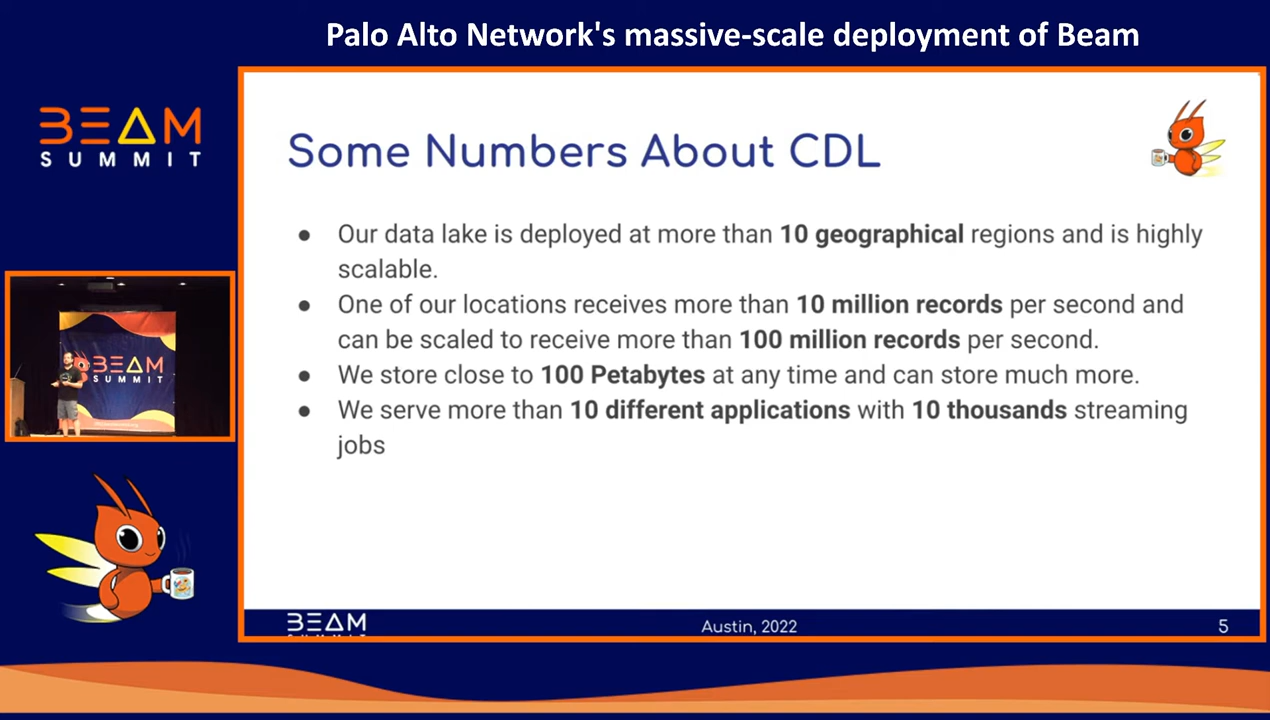 Palo Alto Network's massive-scale deployment of Beam
BEAM
SUMMIT
Some Numbers About CDL
● Our data lake is deployed at more than 10 geographical regions and is highly
scalable.
● One of our locations receives more than 10 million records per second and
can be scaled to receive more than 100 million records per second.
● We store close to 100 Petabytes at any time and can store much more.
● We serve more than 10 different applications with 10 thousands streaming
jobs
BEAM
SUMMIT
BEAM
Austin, 2022
5